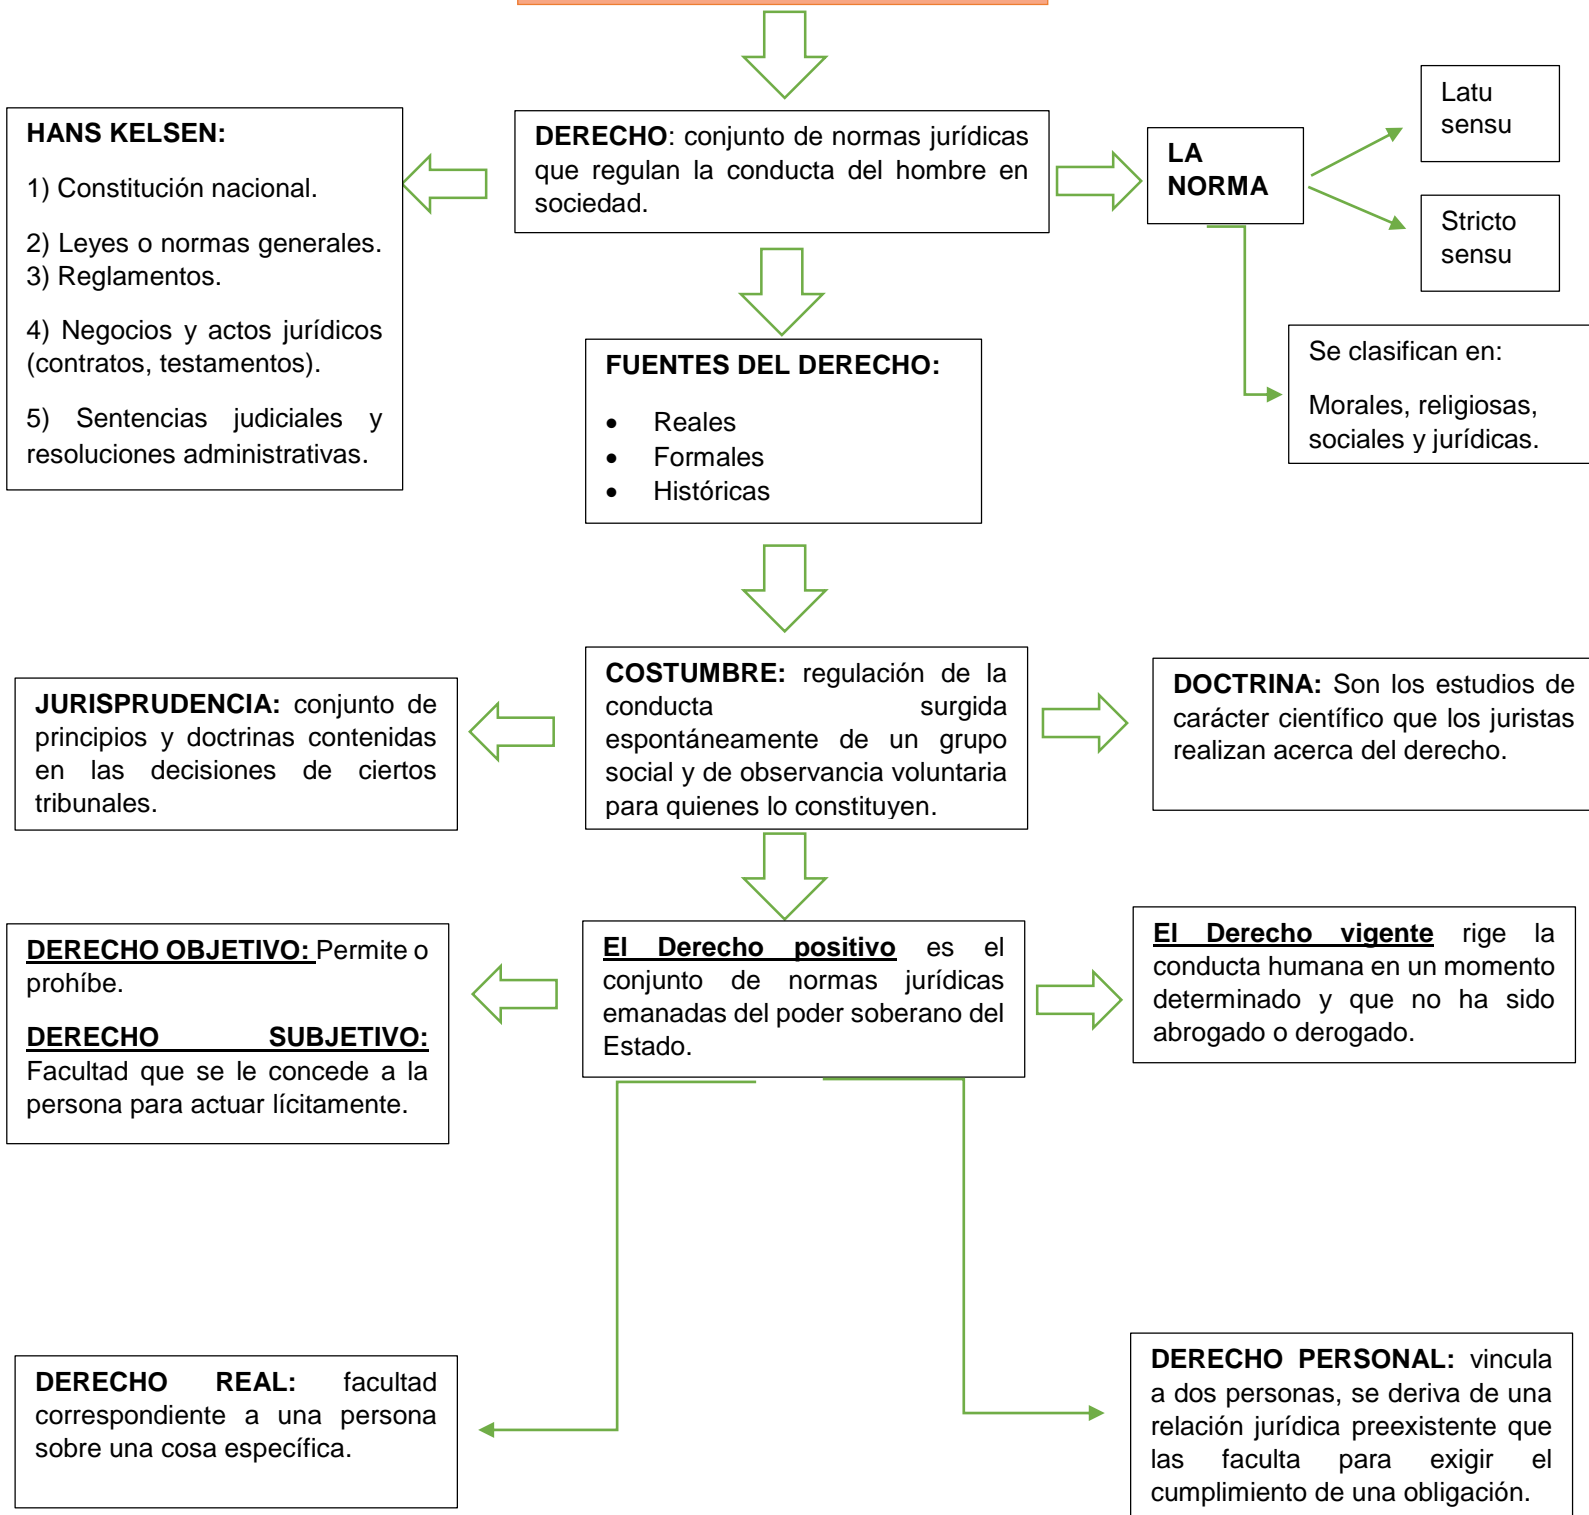 HANS KELSEN:
1) Constitución nacional.
2) Leyes o normas generales.
3) Reglamentos.
4) Negocios y actos jurídicos
(contratos, testamentos).
5) Sentencias judiciales y
resoluciones administrativas.
DERECHO: conjunto de normas jurídicas
que regulan la conducta del hombre en
sociedad.
LA
NORMA
Latu
sensu
Stricto
sensu
Se clasifican en:
Morales, religiosas,
sociales y jurídicas.
FUENTES DEL DERECHO:
• Reales
• Formales
• Históricas
JURISPRUDENCIA: conjunto de
principios y doctrinas contenidas
en las decisiones de ciertos
tribunales.
COSTUMBRE: regulación de la
conducta surgida
espontáneamente de un grupo
social y de observancia voluntaria
para quienes lo constituyen.
DOCTRINA: Son los estudios de
carácter científico que los juristas
realizan acerca del derecho.
DERECHO OBJETIVO: Permite o
prohíbe.
DERECHO SUBJETIVO:
Facultad que se le concede a la
persona para actuar lícitamente.
El Derecho positivo es el
conjunto de normas jurídicas
emanadas del poder soberano del
Estado.
El Derecho vigente rige la
conducta humana en un momento
determinado y que no ha sido
abrogado o derogado.
DERECHO REAL: facultad
correspondiente a una persona
sobre una cosa específica.
DERECHO PERSONAL: vincula
a dos personas, se deriva de una
relación jurídica preexistente que
las faculta para exigir el
cumplimiento de una obligación.